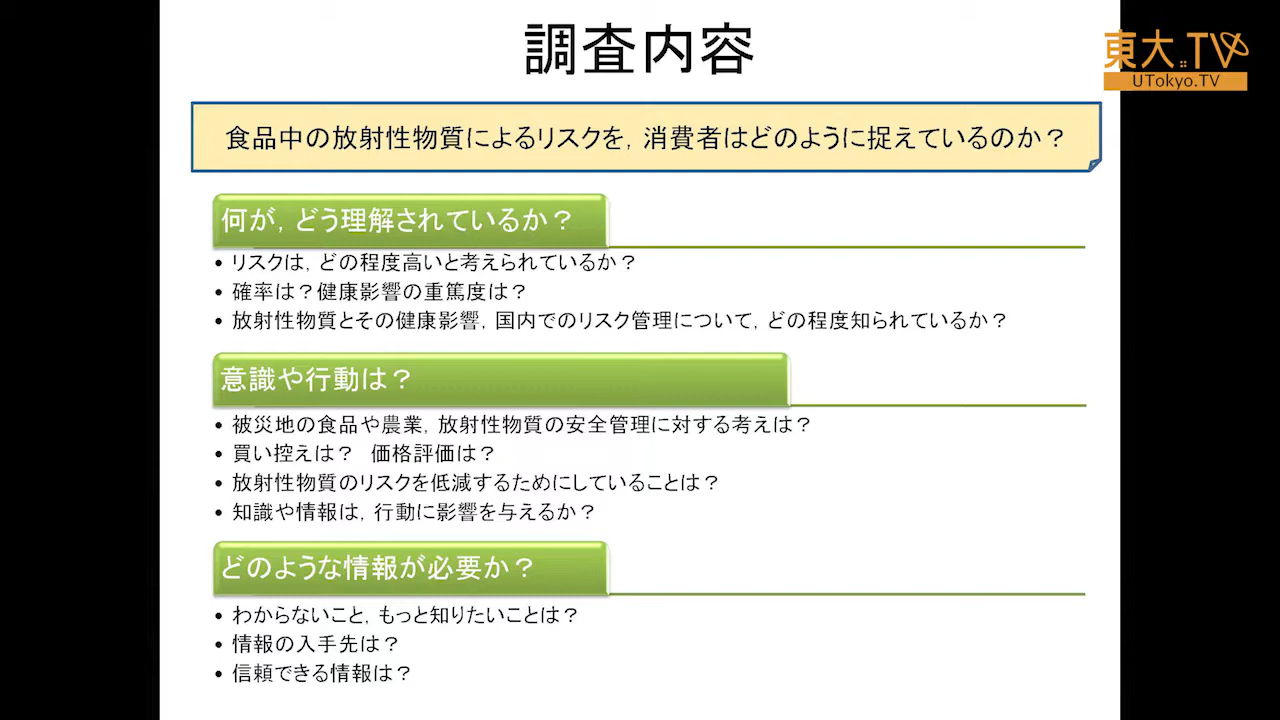 調査内容
東大.TV
UTokyo.TV
食品中の放射性物質によるリスクを，消費者はどのように捉えているのか？
何が，どう理解されているか？
• リスクは，どの程度高いと考えられているか？
• 確率は？健康影響の重篤度は？
• 放射性物質とその健康影響，国内でのリスク管理について，どの程度知られているか？
意識や行動は？
• 被災地の食品や農業，放射性物質の安全管理に対する考えは？
• 買い控えは？　価格評価は？
• 放射性物質のリスクを低減するためにしていることは？
• 知識や情報は，行動に影響を与えるか？
どのような情報が必要か？
• わからないこと，もっと知りたいことは？
• 情報の入手先は？
• 信頼できる情報は？